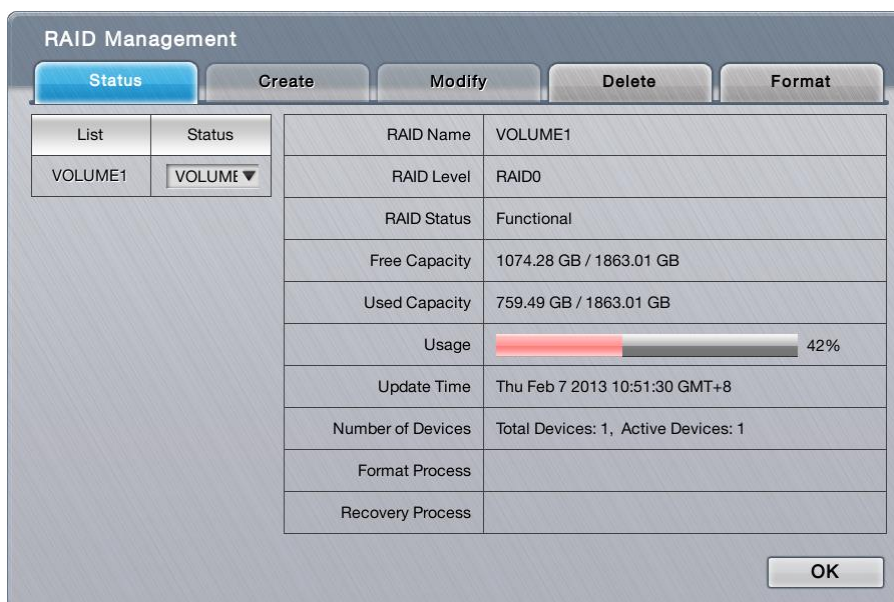 RAID Management
Status Create Modify Delete Format
List Status
VOLUME1 VOLUME
RAID Name VOLUME1
RAID Level RAID0
RAID Status Functional
Free Capacity 1074.28 GB / 1863.01 GB
Used Capacity 759.49 GB / 1863.01 GB
Usage 42%
Update Time Thu Feb 7 2013 10:51:30 GMT+8
Number of Devices Total Devices: 1, Active Devices: 1
Format Process
Recovery Process
OK